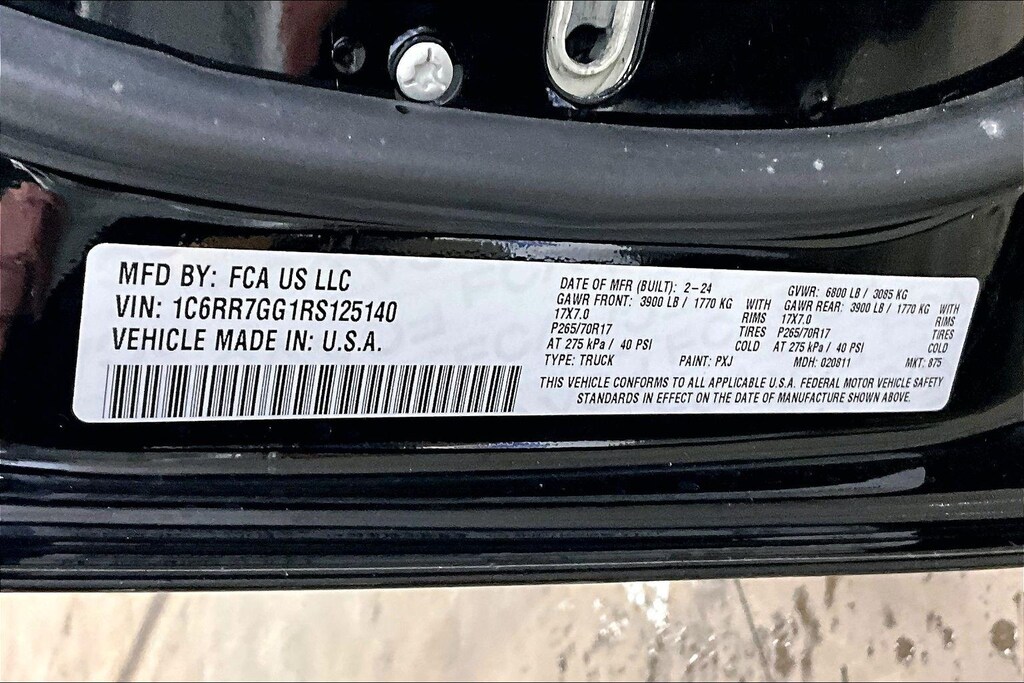 MFD BY: FCA US LLC
VIN: 1C6RR7GG1RS125140
VEHICLE MADE IN: U.S.A.
DATE OF MFR (BUILT): 2-24 GVWR: 6800 LB / 3085 KG
GAWR FRONT: 3900 LB / 1770 KG WITH GAWR REAR: 3900 LB / 1770 KG WITH
17X7.0 RIMS 17X7.0 RIMS
P265/70R17 TIRES P265/70R17 TIRES
AT 275 kPa / 40 PSI COLD AT 275 kPa / 40 PSI COLD
TYPE: TRUCK PAINT: PXJ MDH: 020811 MKT: 875
THIS VEHICLE CONFORMS TO ALL APPLICABLE U.S.A. FEDERAL MOTOR VEHICLE SAFETY
STANDARDS IN EFFECT ON THE DATE OF MANUFACTURE SHOWN ABOVE.